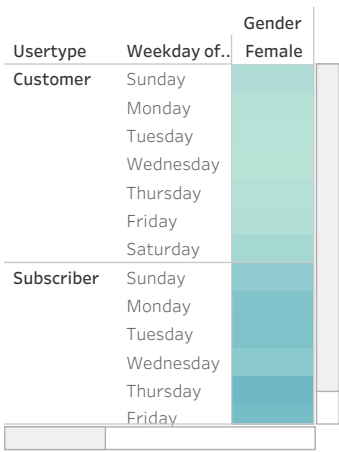 Gender
Usertype Weekday of.. Female
Customer Sunday
Monday
Tuesday
Wednesday
Thursday
Friday
Saturday
Subscriber Sunday
Monday
Tuesday
Wednesday
Thursday
Friday